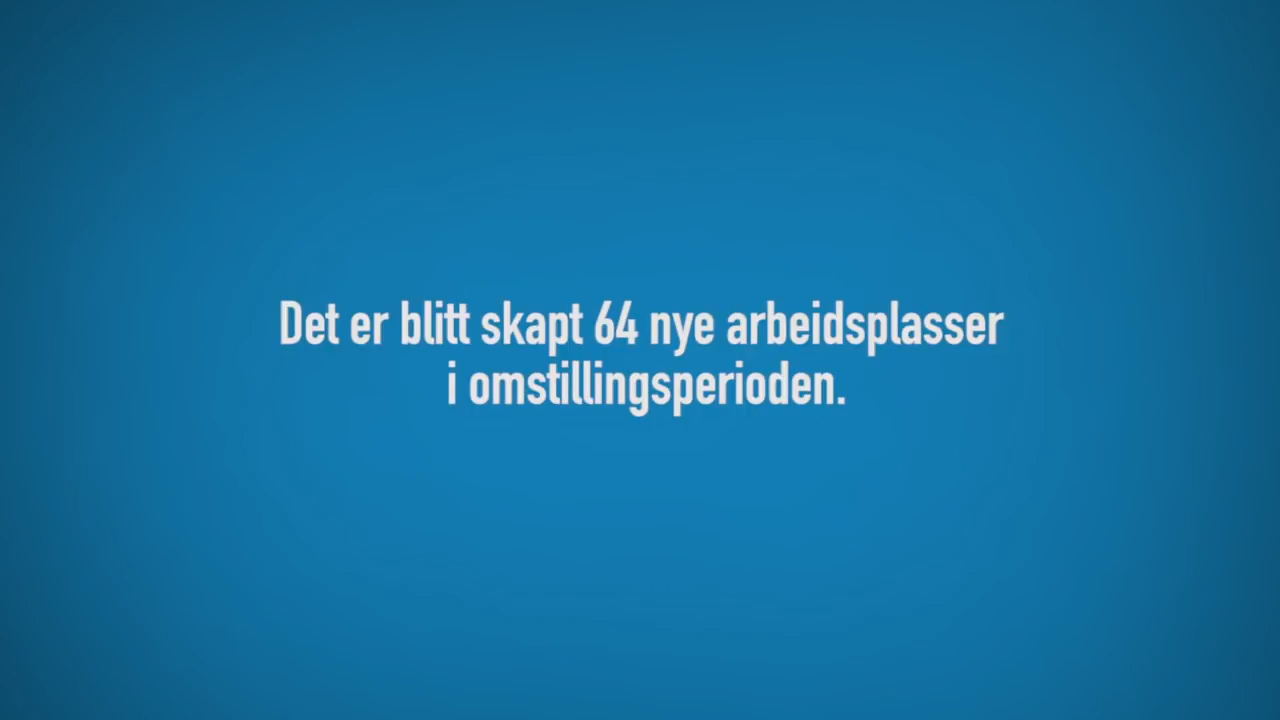 Det er blitt skapt 64 nye arbeidsplasser
i omstillingsperioden.